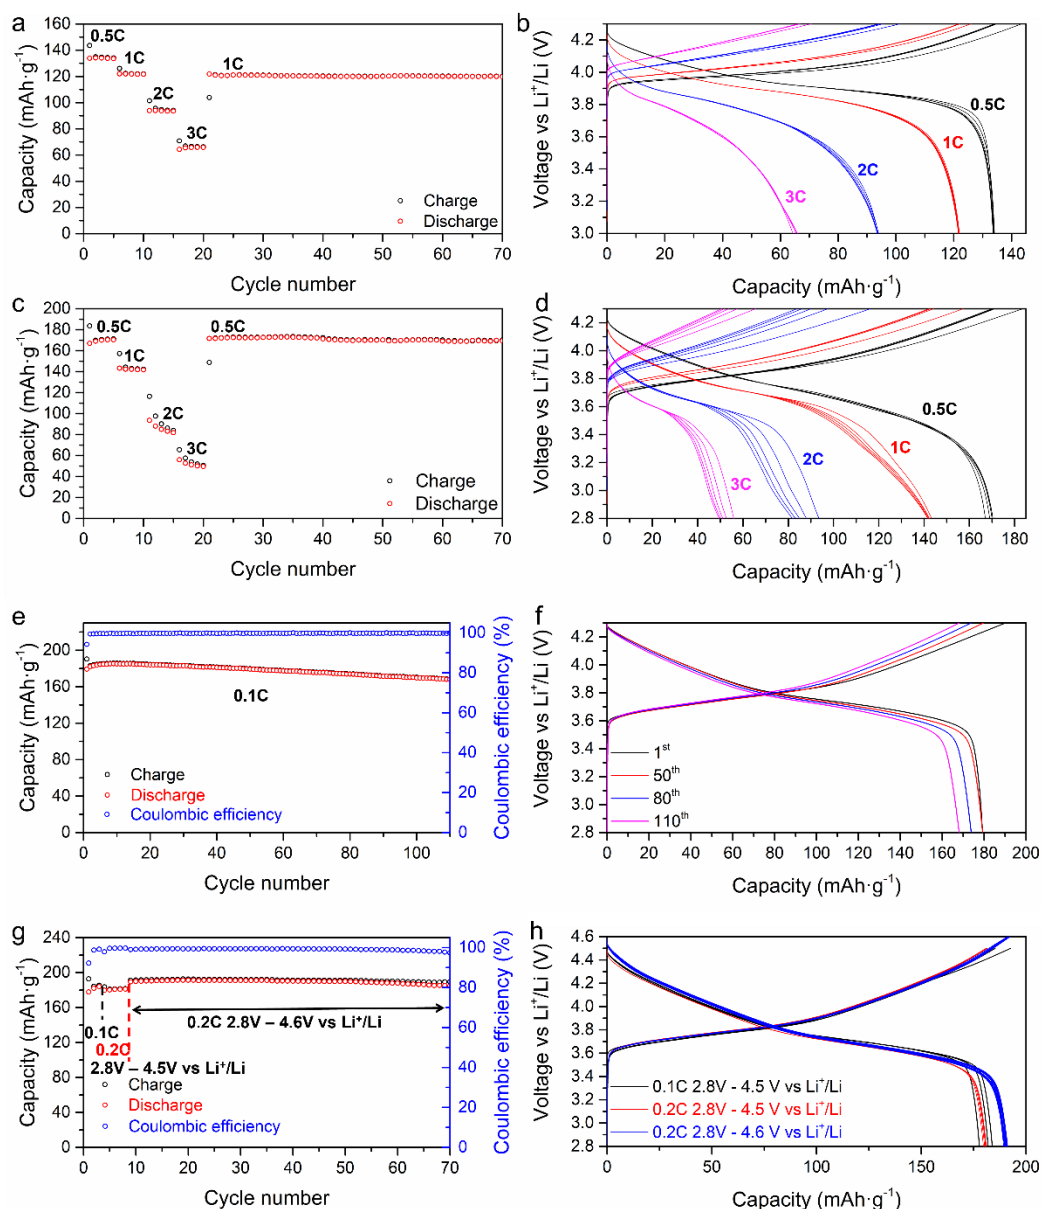 a
Capacity (mAh·g⁻¹)
160
140
120
100
80
60
40
20
0
0.5C
1C
2C
3C
1C
Charge
Discharge
0 10 20 30 40 50 60 70
Cycle number
b
Voltage vs Li⁺/Li (V)
4.2
3.9
3.6
3.3
3.0
0.5C
1C
2C
3C
0 20 40 60 80 100 120 140
Capacity (mAh·g⁻¹)
c
Capacity (mAh·g⁻¹)
200
180
160
140
120
100
80
60
40
20
0
0.5C
1C
2C
3C
0.5C
Charge
Discharge
0 10 20 30 40 50 60 70
Cycle number
d
Voltage vs Li⁺/Li (V)
4.2
4.0
3.8
3.6
3.4
3.2
3.0
2.8
0.5C
1C
2C
3C
0 20 40 60 80 100 120 140 160 180
Capacity (mAh·g⁻¹)
e
Capacity (mAh·g⁻¹)
200
160
120
80
40
0
0.1C
Charge
Discharge
Coulombic efficiency
100
80
60
40
20
0
Coulombic efficiency (%)
0 20 40 60 80 100
Cycle number
f
Voltage vs Li⁺/Li (V)
4.2
4.0
3.8
3.6
3.4
3.2
3.0
2.8
1st
50th
80th
110th
0 20 40 60 80 100 120 140 160 180 200
Capacity (mAh·g⁻¹)
g
Capacity (mAh·g⁻¹)
240
210
180
150
120
90
60
30
0
0.1C
0.2C
0.2C 2.8V – 4.6V vs Li⁺/Li
2.8V – 4.5V vs Li⁺/Li
Charge
Discharge
Coulombic efficiency
100
80
60
40
20
0
Coulombic efficiency (%)
0 10 20 30 40 50 60 70
Cycle number
h
Voltage vs Li⁺/Li (V)
4.6
4.4
4.2
4.0
3.8
3.6
3.4
3.2
3.0
2.8
0.1C 2.8V - 4.5 V vs Li⁺/Li
0.2C 2.8V - 4.5 V vs Li⁺/Li
0.2C 2.8V - 4.6 V vs Li⁺/Li
0 25 50 75 100 125 150 175 200
Capacity (mAh·g⁻¹)